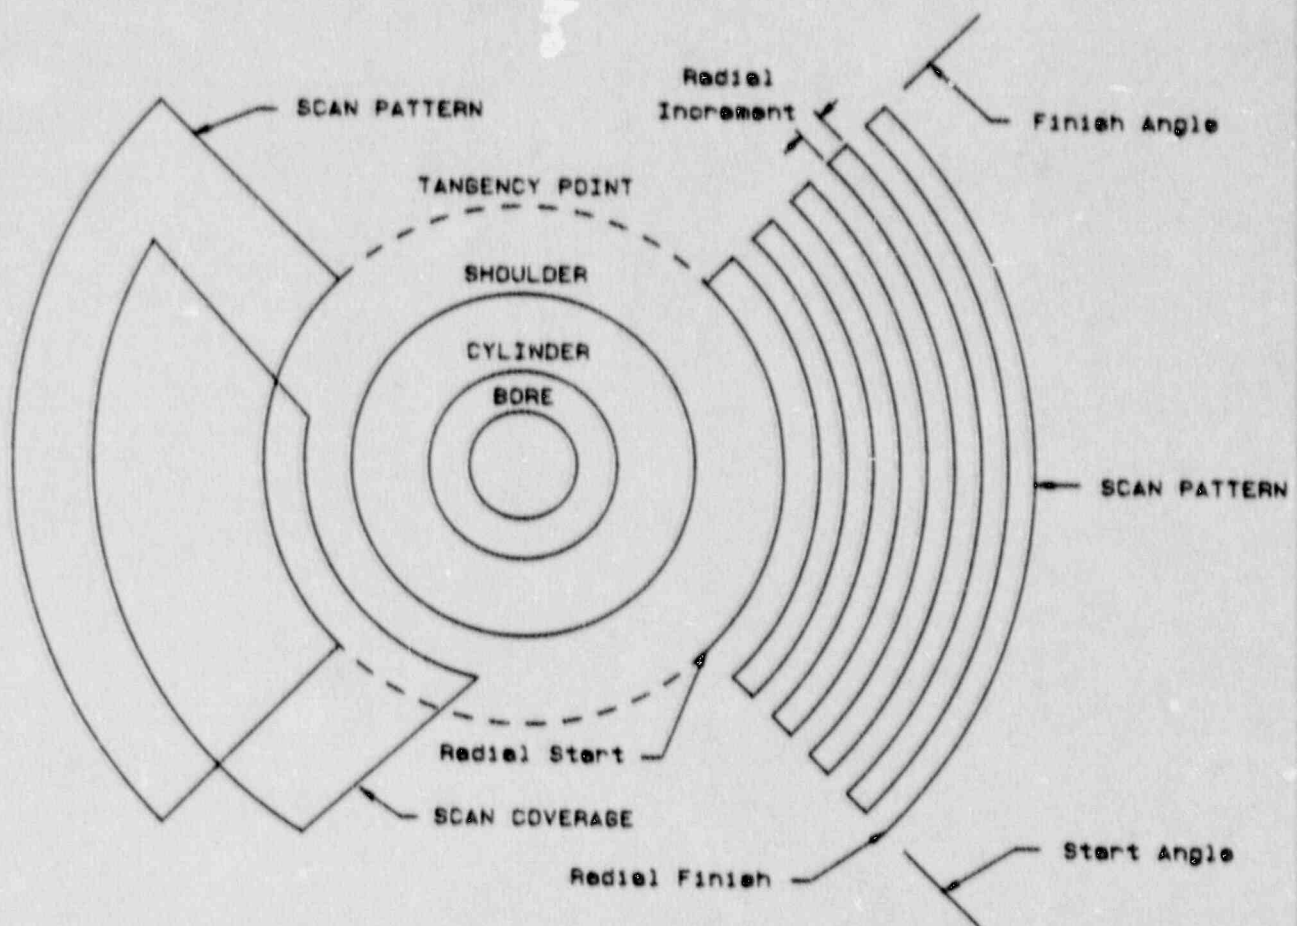 Radial
Increment
SCAN PATTERN
Finish Angle
TANGENCY POINT
SHOULDER
CYLINDER
BORE
SCAN PATTERN
Radial Start
SCAN COVERAGE
Start Angle
Radial Finish